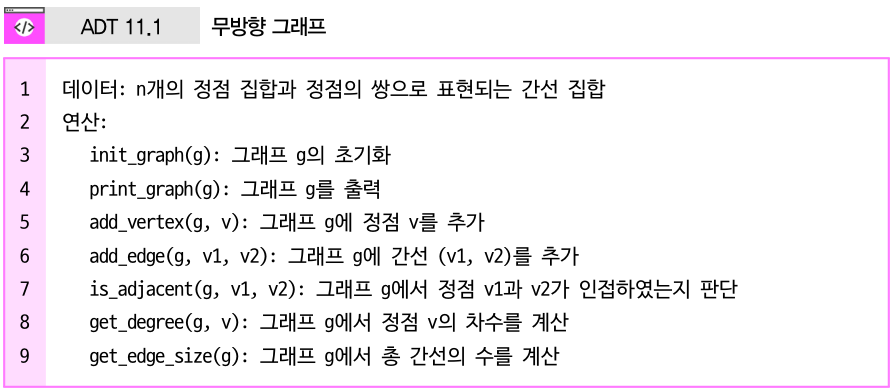 </> ADT 11.1 무방향 그래프
1 데이터: n개의 정점 집합과 정점의 쌍으로 표현되는 간선 집합
2 연산:
3 init_graph(g): 그래프 g의 초기화
4 print_graph(g): 그래프 g를 출력
5 add_vertex(g, v): 그래프 g에 정점 v를 추가
6 add_edge(g, v1, v2): 그래프 g에 간선 (v1, v2)를 추가
7 is_adjacent(g, v1, v2): 그래프 g에서 정점 v1과 v2가 인접하였는지 판단
8 get_degree(g, v): 그래프 g에서 정점 v의 차수를 계산
9 get_edge_size(g): 그래프 g에서 총 간선의 수를 계산